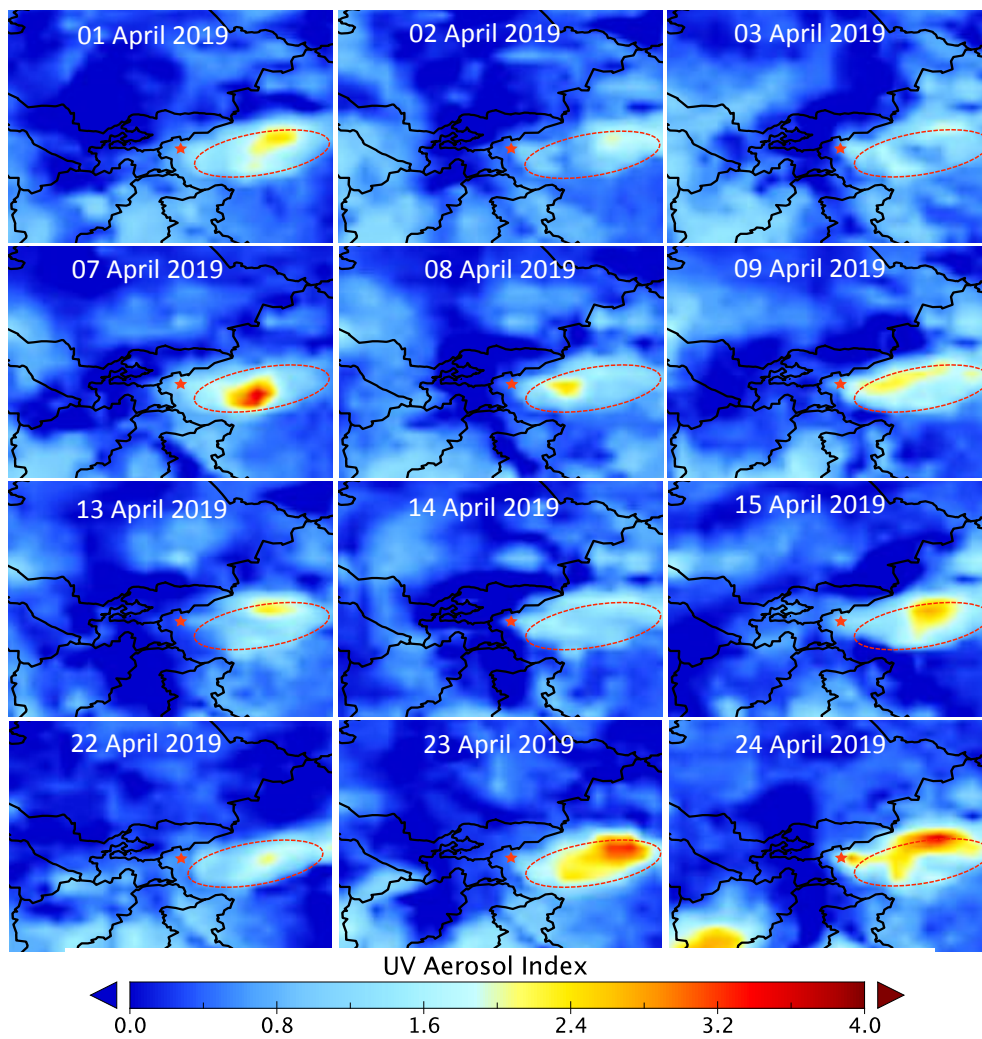 01 April 2019
02 April 2019
03 April 2019
07 April 2019
08 April 2019
09 April 2019
13 April 2019
14 April 2019
15 April 2019
22 April 2019
23 April 2019
24 April 2019
UV Aerosol Index
0.0 0.8 1.6 2.4 3.2 4.0